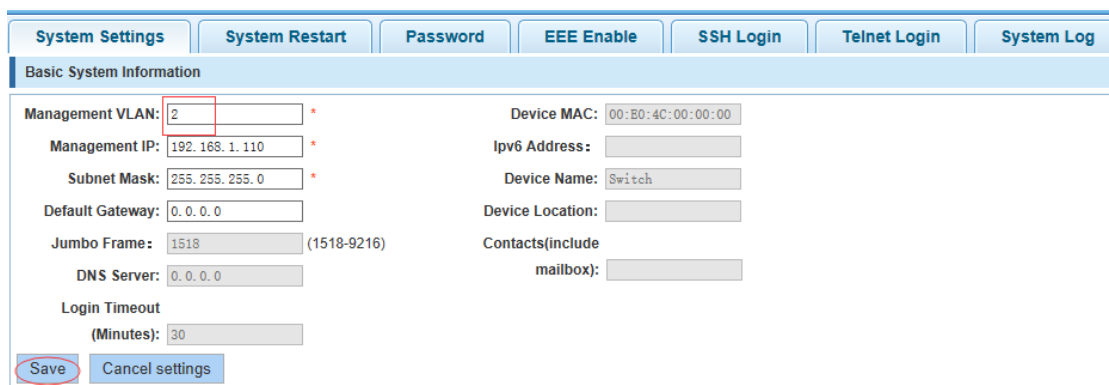 System Settings System Restart Password EEE Enable SSH Login Telnet Login System Log
Basic System Information
Management VLAN: 2 * Device MAC: 00:E0:4C:00:00:00
Management IP: 192.168.1.110 * Ipv6 Address:
Subnet Mask: 255.255.255.0 * Device Name: Switch
Default Gateway: 0.0.0.0 Device Location:
Jumbo Frame: 1518 (1518-9216) Contacts(include
DNS Server: 0.0.0.0 mailbox):
Login Timeout
(Minutes): 30
Save Cancel settings